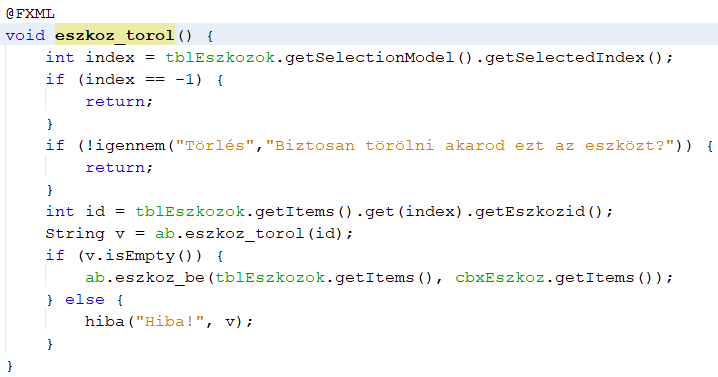 @FXML
void eszkoz_torol() {
    int index = tblEszkozok.getSelectionModel().getSelectedIndex();
    if (index == -1) {
        return;
    }
    if (!igennem("Törlés","Biztosan törölni akarod ezt az eszközt?")) {
        return;
    }
    int id = tblEszkozok.getItems().get(index).getEszkozid();
    String v = ab.eszkoz_torol(id);
    if (v.isEmpty()) {
        ab.eszkoz_be(tblEszkozok.getItems(), cbxEszkoz.getItems());
    } else {
        hiba("Hiba!", v);
    }
}